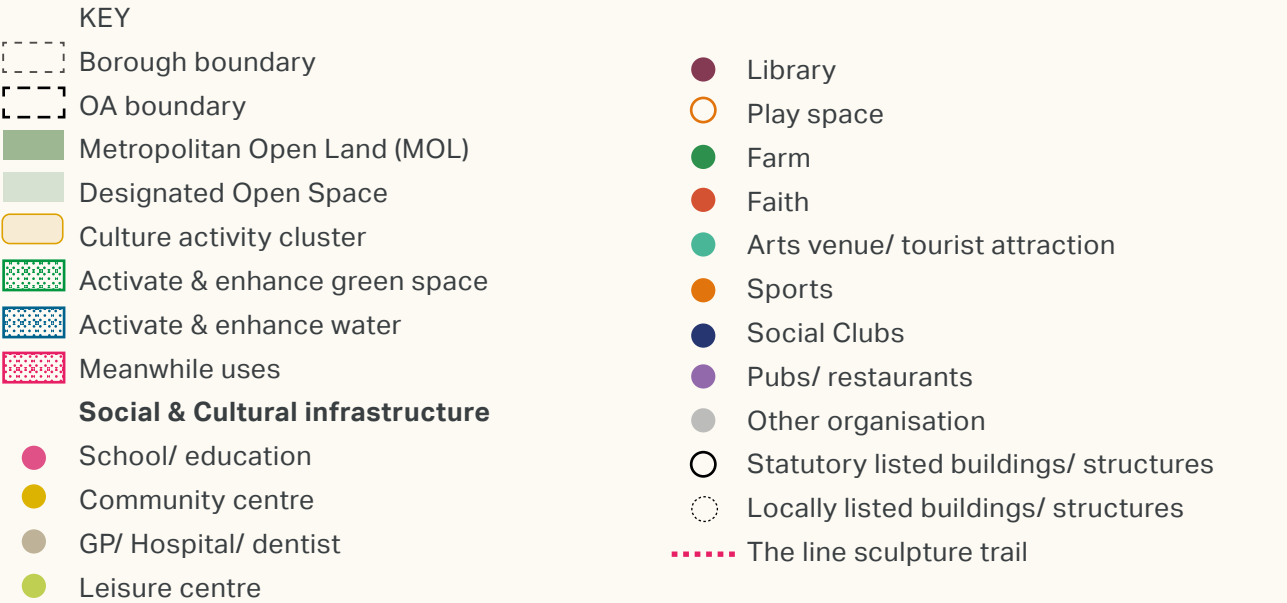 KEY
Borough boundary
OA boundary
Metropolitan Open Land (MOL)
Designated Open Space
Culture activity cluster
Activate & enhance green space
Activate & enhance water
Meanwhile uses
Social & Cultural infrastructure
School/ education
Community centre
GP/ Hospital/ dentist
Leisure centre
Library
Play space
Farm
Faith
Arts venue/ tourist attraction
Sports
Social Clubs
Pubs/ restaurants
Other organisation
Statutory listed buildings/ structures
Locally listed buildings/ structures
The line sculpture trail